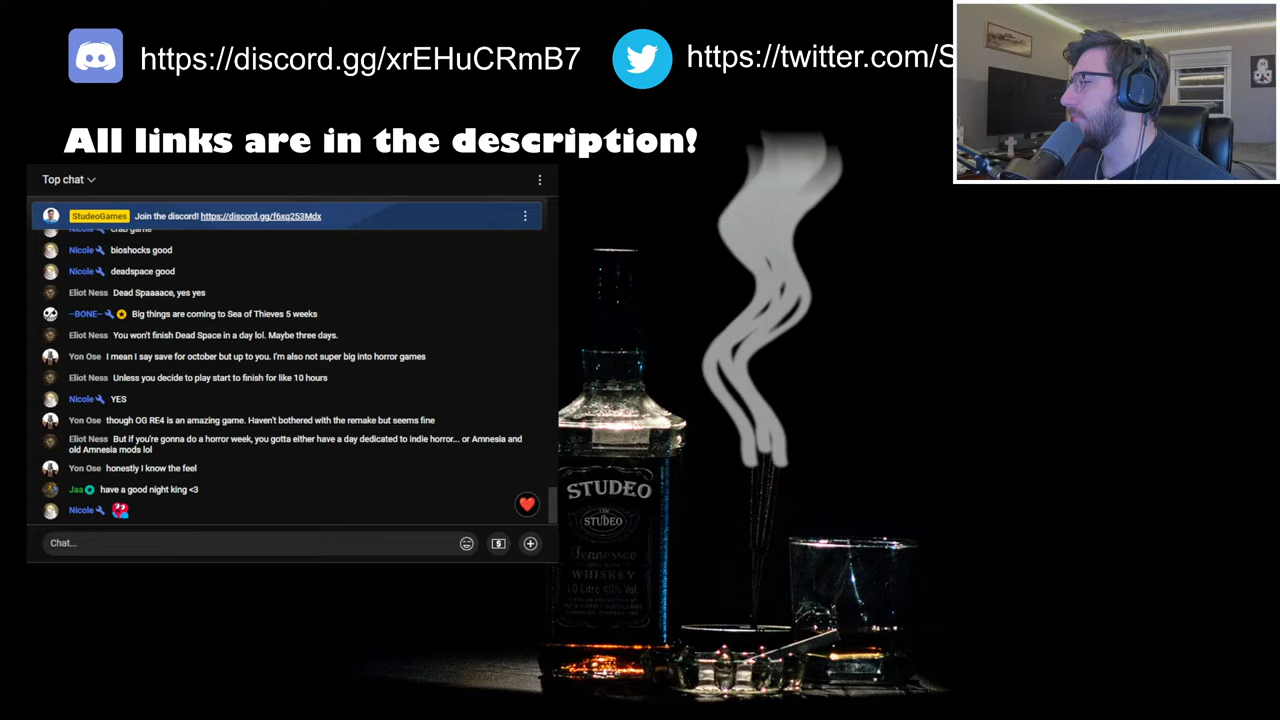 https://discord.gg/xrEHuCRmB7
https://twitter.com/S
All links are in the description!
Top chat
StudeoGames Join the discord! https://discord.gg/f6xq253Mdx
Nicole crab game
Nicole bioshocks good
Nicole deadspace good
Eliot Ness Dead Spaaaace, yes yes
--BONE-- Big things are coming to Sea of Thieves 5 weeks
Eliot Ness You won't finish Dead Space in a day lol. Maybe three days.
Yon Ose I mean I say save for october but up to you. I'm also not super big into horror games
Eliot Ness Unless you decide to play start to finish for like 10 hours
Nicole YES
Yon Ose though OG RE4 is an amazing game. Haven't bothered with the remake but seems fine
Eliot Ness But if you're gonna do a horror week, you gotta either have a day dedicated to indie horror... or Amnesia and
old Amnesia mods lol
Yon Ose honestly I know the feel
Jaa have a good night king <3
Nicole
Chat...
STUDEO
STUDEO
Tennessee
WHISKEY
1.0 Litre 40% Vol.